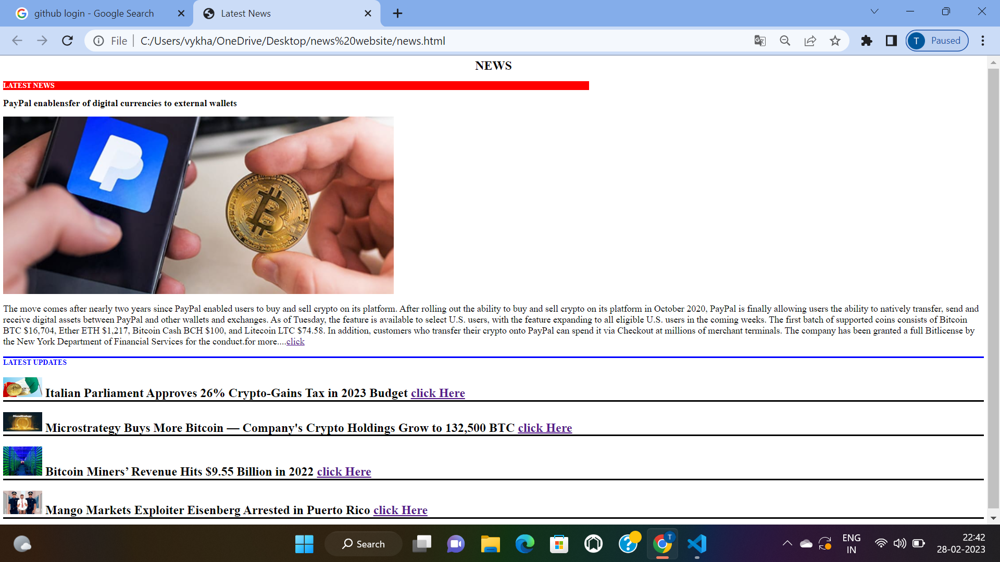 github login - Google Search
Latest News
File
C:/Users/vykha/OneDrive/Desktop/news%20website/news.html
T Paused
NEWS
LATEST NEWS
PayPal enablensfer of digital currencies to external wallets
The move comes after nearly two years since PayPal enabled users to buy and sell crypto on its platform. After rolling out the ability to buy and sell crypto on its platform in October 2020, PayPal is finally allowing users the ability to natively transfer, send and
receive digital assets between PayPal and other wallets and exchanges. As of Tuesday, the feature is available to select U.S. users, with the feature expanding to all eligible U.S. users in the coming weeks. The first batch of supported coins consists of Bitcoin
BTC $16,704, Ether ETH $1,217, Bitcoin Cash BCH $100, and Litecoin LTC $74.58. In addition, customers who transfer their crypto onto PayPal can spend it via Checkout at millions of merchant terminals. The company has been granted a full Bitlicense by
the New York Department of Financial Services for the conduct.for more....click
LATEST UPDATES
Italian Parliament Approves 26% Crypto-Gains Tax in 2023 Budget click Here
MicroStrategy
Microstrategy Buys More Bitcoin — Company's Crypto Holdings Grow to 132,500 BTC click Here
Bitcoin Miners’ Revenue Hits $9.55 Billion in 2022 click Here
Mango Markets Exploiter Eisenberg Arrested in Puerto Rico click Here
Search
T
ENG
IN
22:42
28-02-2023